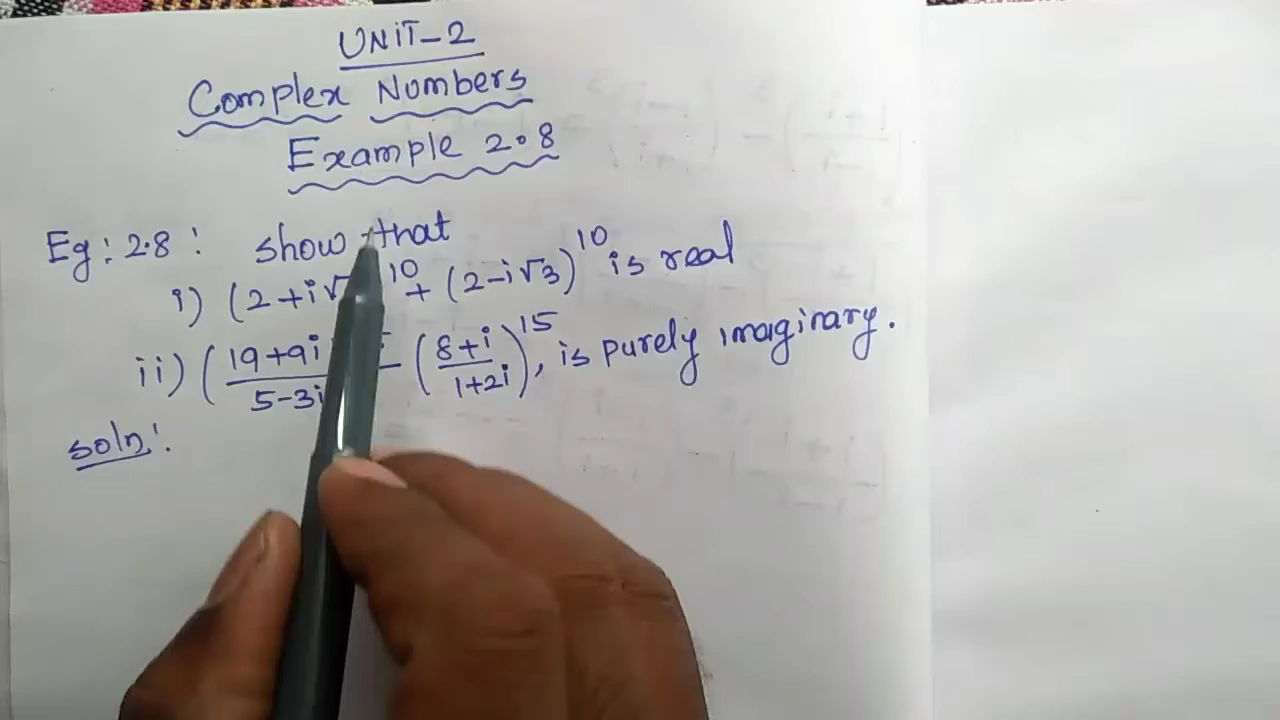 UNIT-2
Complex Numbers
Example 2.8
Eg: 2.8: show that
i) (2+i√ 10 + (2-i√3)^10 is real
ii) (19+9i / 5-3i - (8+i / 1+2i)^15, is purely imaginary.
soln: